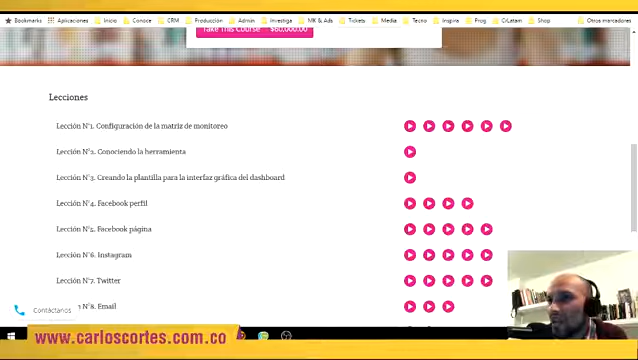 Bookmarks Aplicaciones Inicio Conoce CRM Producción Admin Investiga MK & Ads Tickets Media Tecno Inspira Prog C/Latam Shop Otros marcadores
Take This Course - $60,000.00
Lecciones
Lección N°1. Configuración de la matriz de monitoreo
Lección N°2. Conociendo la herramienta
Lección N°3. Creando la plantilla para la interfaz gráfica del dashboard
Lección N°4. Facebook perfil
Lección N°5. Facebook página
Lección N°6. Instagram
Lección N°7. Twitter
N°8. Email
Contáctanos
www.carloscortes.com.co